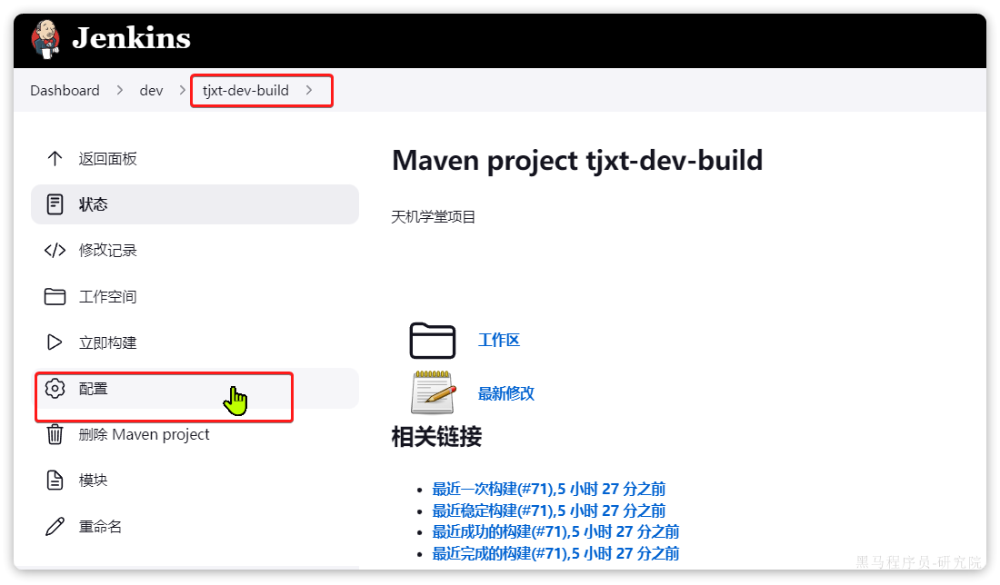 Jenkins
Dashboard > dev > tjxt-dev-build >
返回面板
状态
修改记录
工作空间
立即构建
配置
删除 Maven project
模块
重命名
Maven project tjxt-dev-build
天机学堂项目
工作区
最新修改
相关链接
最近一次构建(#71),5 小时 27 分之前
最近稳定构建(#71),5 小时 27 分之前
最近成功的构建(#71),5 小时 27 分之前
最近完成的构建(#71),5 小时 27 分之前
黑马程序员-研究院